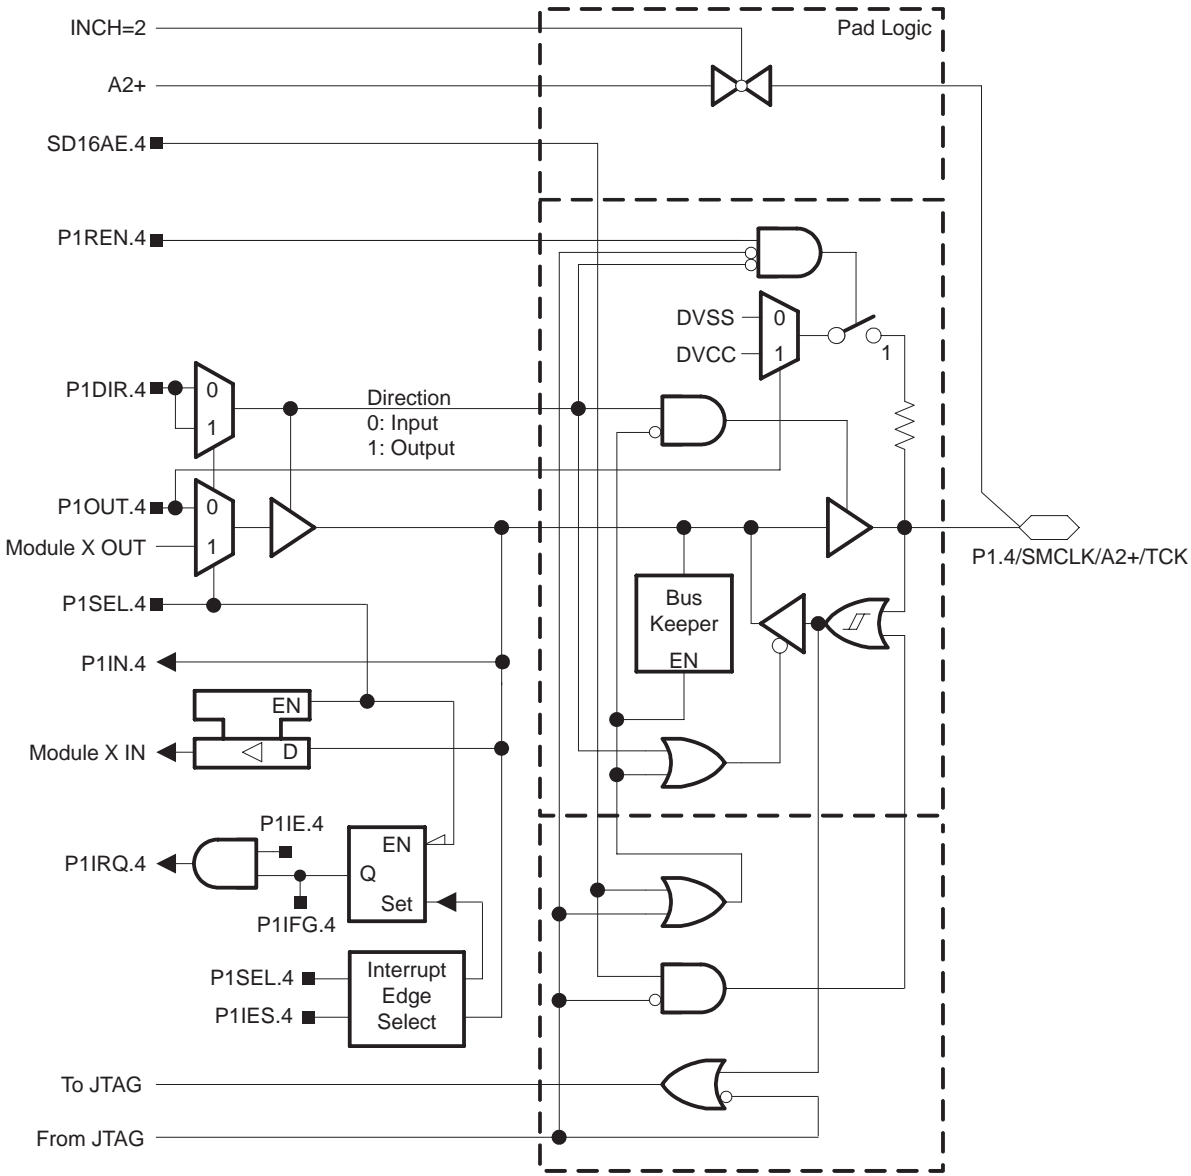 INCH=2
Pad Logic
A2+
SD16AE.4
P1REN.4
DVSS
0
DVCC
1
1
P1DIR.4
0
1
Direction
0: Input
1: Output
P1OUT.4
0
Module X OUT
1
P1.4/SMCLK/A2+/TCK
Bus
Keeper
EN
P1SEL.4
P1IN.4
EN
Module X IN
D
P1IE.4
P1IRQ.4
EN
Q
Set
P1IFG.4
P1SEL.4
P1IES.4
Interrupt
Edge
Select
To JTAG
From JTAG